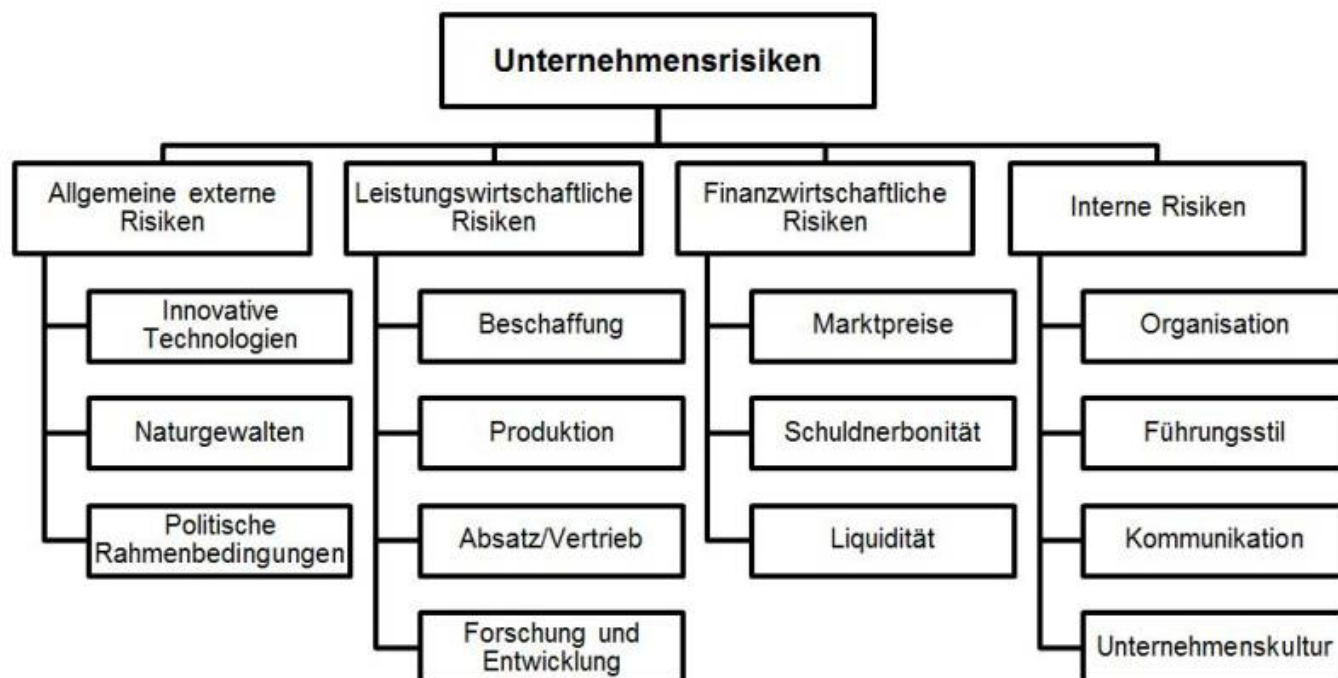 Unternehmensrisiken
Allgemeine externe
Risiken
Leistungswirtschaftliche
Risiken
Finanzwirtschaftliche
Risiken
Interne Risiken
Innovative
Technologien
Naturgewalten
Politische
Rahmenbedingungen
Beschaffung
Produktion
Absatz/Vertrieb
Forschung und
Entwicklung
Marktpreise
Schuldnerbonität
Liquidität
Organisation
Führungsstil
Kommunikation
Unternehmenskultur